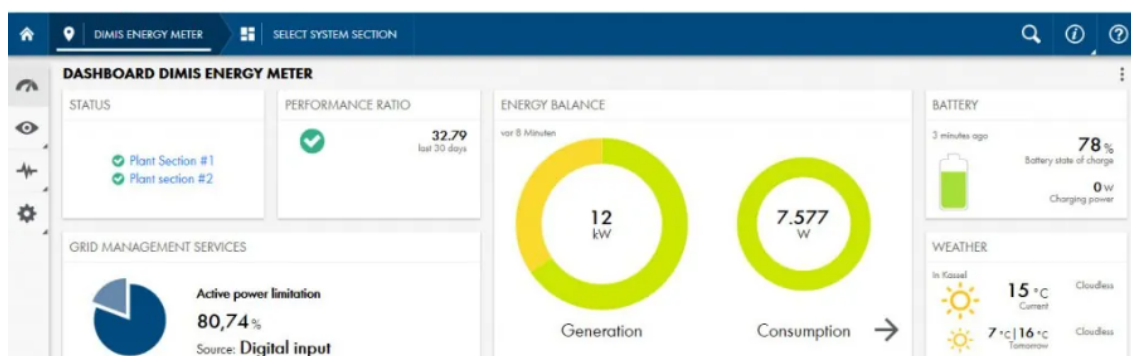 DIMIS ENERGY METER
SELECT SYSTEM SECTION
DASHBOARD DIMIS ENERGY METER
STATUS
Plant Section #1
Plant section #2
PERFORMANCE RATIO
32.79
last 30 days
GRID MANAGEMENT SERVICES
Active power limitation
80,74 %
Source: Digital input
ENERGY BALANCE
vor 8 Minuten
12
kW
Generation
7.577
W
Consumption
BATTERY
3 minutes ago
78 %
Battery state of charge
0 W
Charging power
WEATHER
In Kassel
15 °C
Current
Cloudless
7 °C | 16 °C
Tomorrow
Cloudless